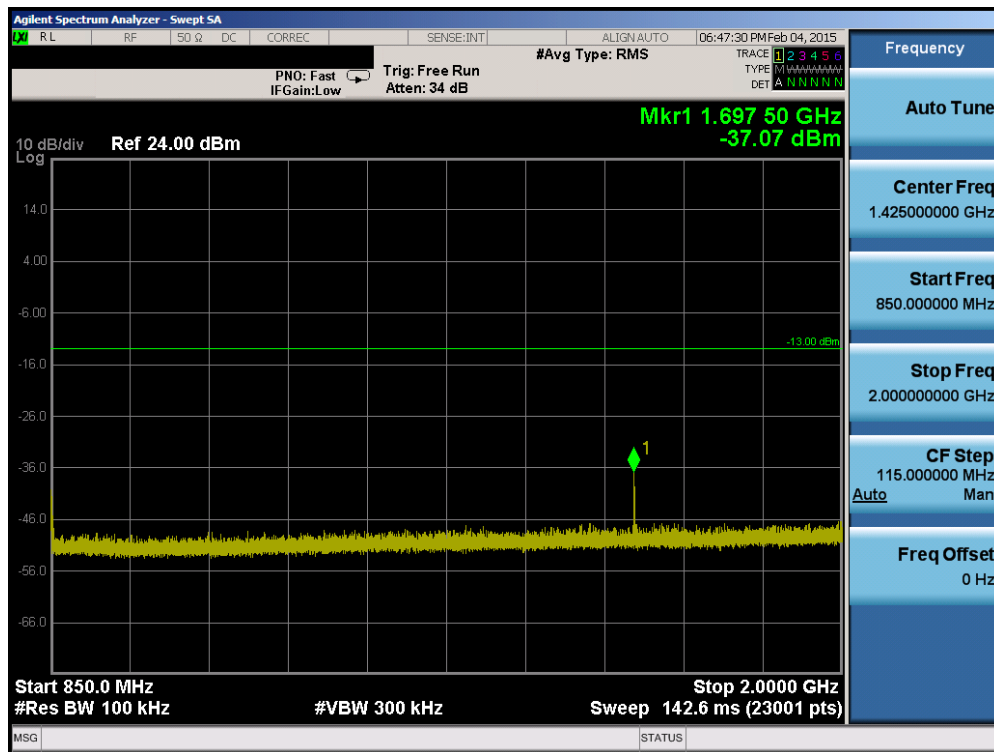 Agilent Spectrum Analyzer - Swept SA
LXI RL RF 50 Ω DC CORREC SENSE:INT ALIGNAUTO 06:47:30 PMFeb 04, 2015
#Avg Type: RMS TRACE 1 2 3 4 5 6
PNO: Fast Trig: Free Run TYPE MWWWWW
IFGain:Low Atten: 34 dB DET A N N N N N
Mkr1 1.697 50 GHz
-37.07 dBm
10 dB/div Ref 24.00 dBm
Log
14.0
4.00
-6.00
-13.00 dBm
-16.0
-26.0
1
-36.0
-46.0
-56.0
-66.0
Start 850.0 MHz Stop 2.0000 GHz
#Res BW 100 kHz #VBW 300 kHz Sweep 142.6 ms (23001 pts)
MSG STATUS
Frequency
Auto Tune
Center Freq
1.425000000 GHz
Start Freq
850.000000 MHz
Stop Freq
2.000000000 GHz
CF Step
115.000000 MHz
Auto Man
Freq Offset
0 Hz